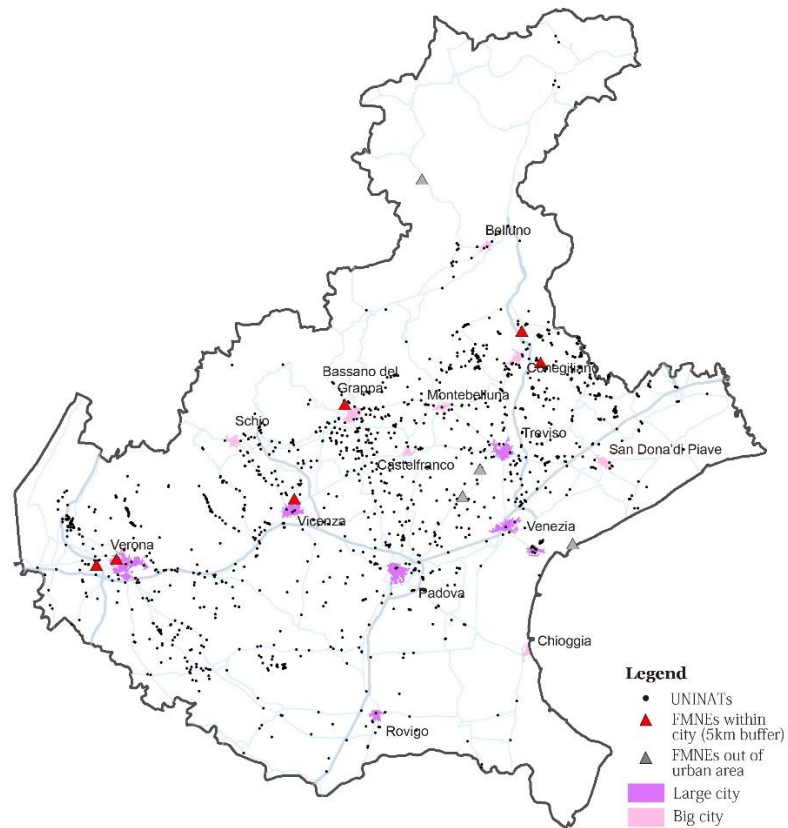 Belluno
Conegliano
Bassano del
Grappa
Montebelluna
Schio
Treviso
San Dona'di Piave
Castelfranco
Vicenza
Venezia
Verona
Padova
Chioggia
Rovigo
Legend
UNINATs
FMNEs within
city (5km buffer)
FMNEs out of
urban area
Large city
Big city